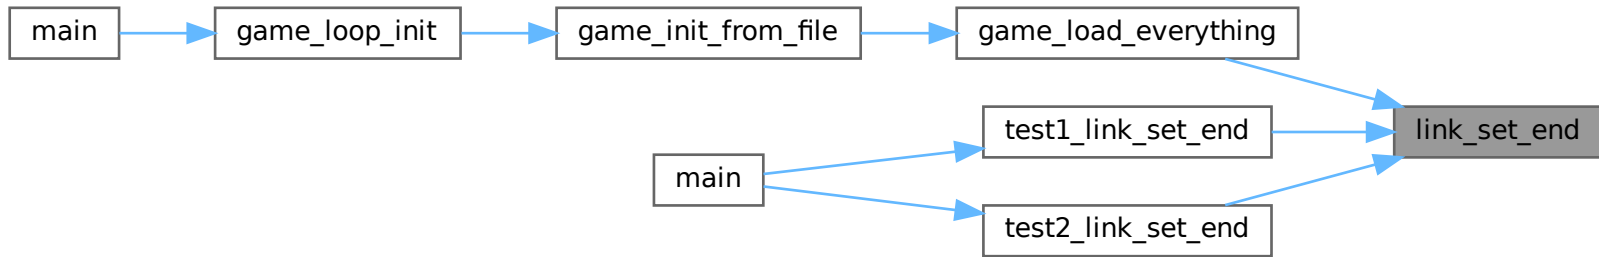 main
game_loop_init
game_init_from_file
game_load_everything
test1_link_set_end
link_set_end
main
test2_link_set_end